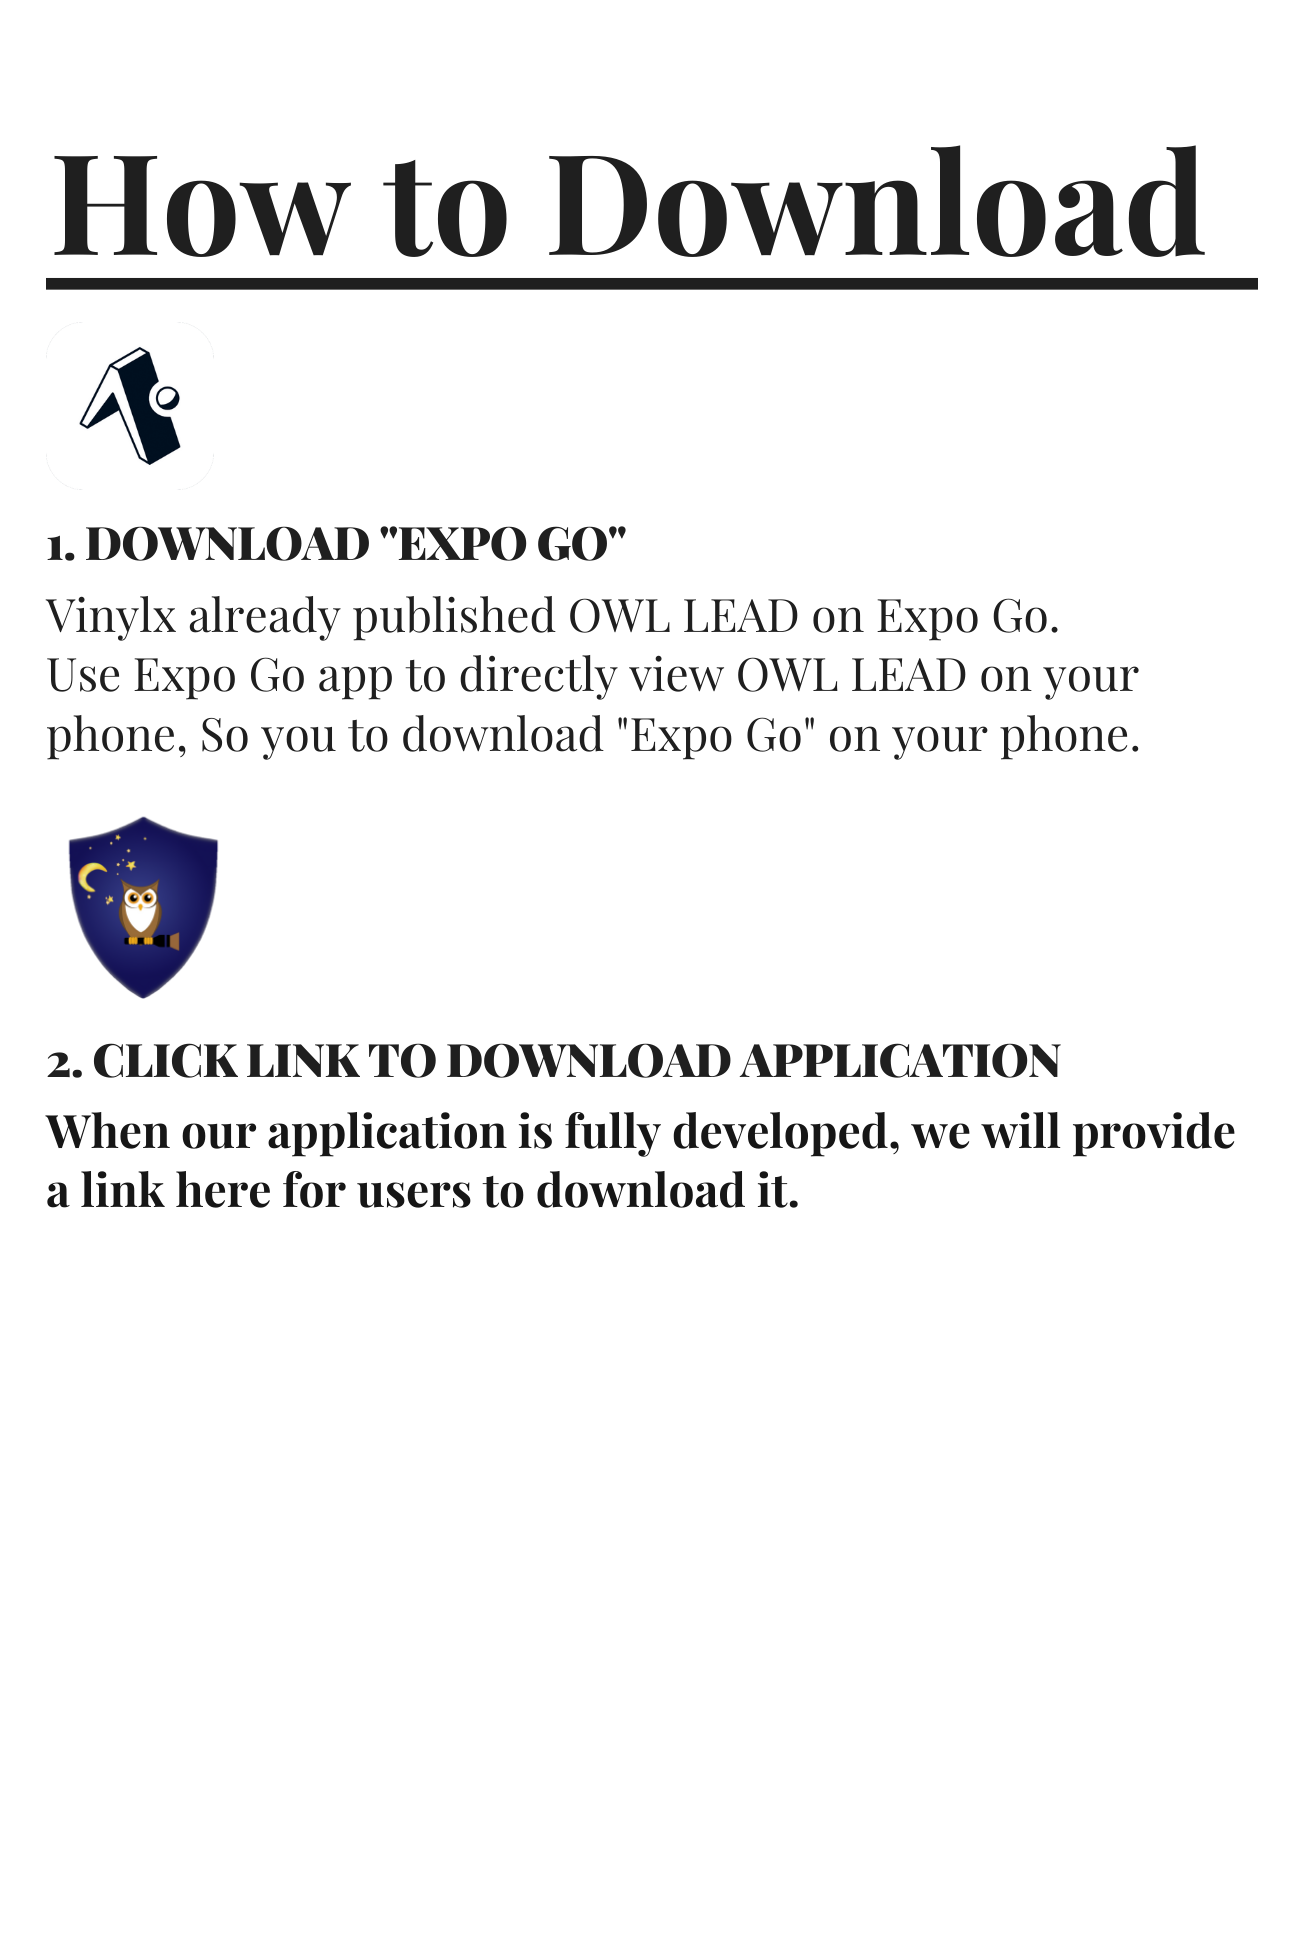 How to Download
1. DOWNLOAD "EXPO GO"
Vinylx already published OWL LEAD on Expo Go.
Use Expo Go app to directly view OWL LEAD on your
phone, So you to download "Expo Go" on your phone.
2. CLICK LINK TO DOWNLOAD APPLICATION
When our application is fully developed, we will provide
a link here for users to download it.